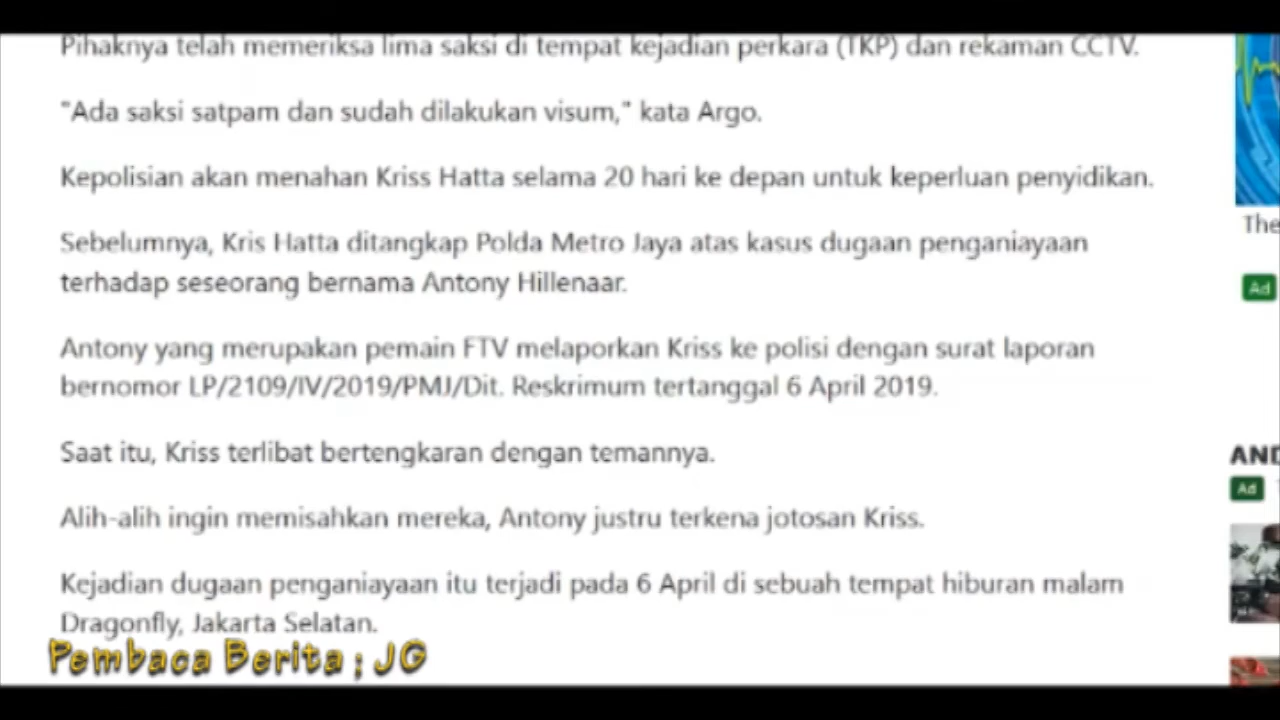 Pihaknya telah memeriksa lima saksi di tempat kejadian perkara (TKP) dan rekaman CCTV.
"Ada saksi satpam dan sudah dilakukan visum," kata Argo.
Kepolisian akan menahan Kriss Hatta selama 20 hari ke depan untuk keperluan penyidikan.
The
Sebelumnya, Kris Hatta ditangkap Polda Metro Jaya atas kasus dugaan penganiayaan
terhadap seseorang bernama Antony Hillenaar.
Ad
Antony yang merupakan pemain FTV melaporkan Kriss ke polisi dengan surat laporan
bernomor LP/2109/IV/2019/PMJ/Dit. Reskrimum tertanggal 6 April 2019.
Saat itu, Kriss terlibat bertengkaran dengan temannya.
AND
Ad
Alih-alih ingin memisahkan mereka, Antony justru terkena jotosan Kriss.
Kejadian dugaan penganiayaan itu terjadi pada 6 April di sebuah tempat hiburan malam
Dragonfly, Jakarta Selatan.
Pembaca Berita ; JG